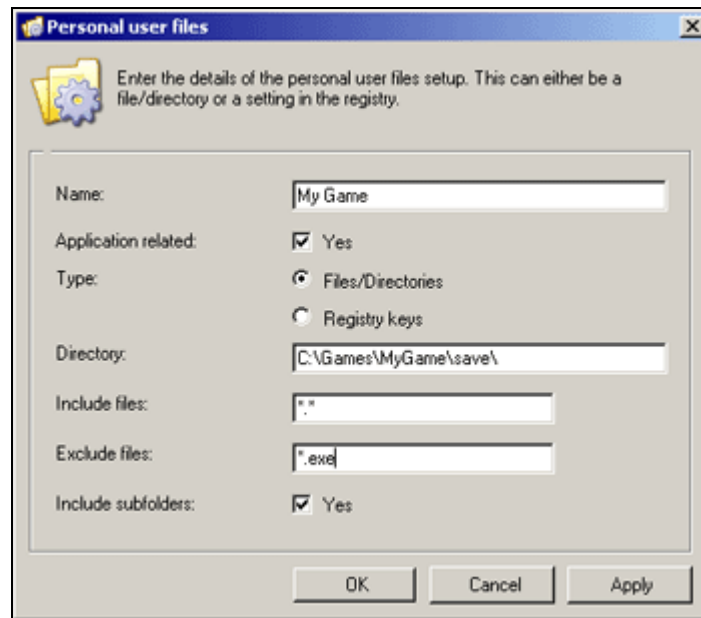 Personal user files
Enter the details of the personal user files setup. This can either be a
file/directory or a setting in the registry.
Name:
My Game
Application related:
Yes
Type:
Files/Directories
Registry keys
Directory:
C:\Games\MyGame\save\
Include files:
*.*
Exclude files:
*.exe
Include subfolders:
Yes
OK
Cancel
Apply